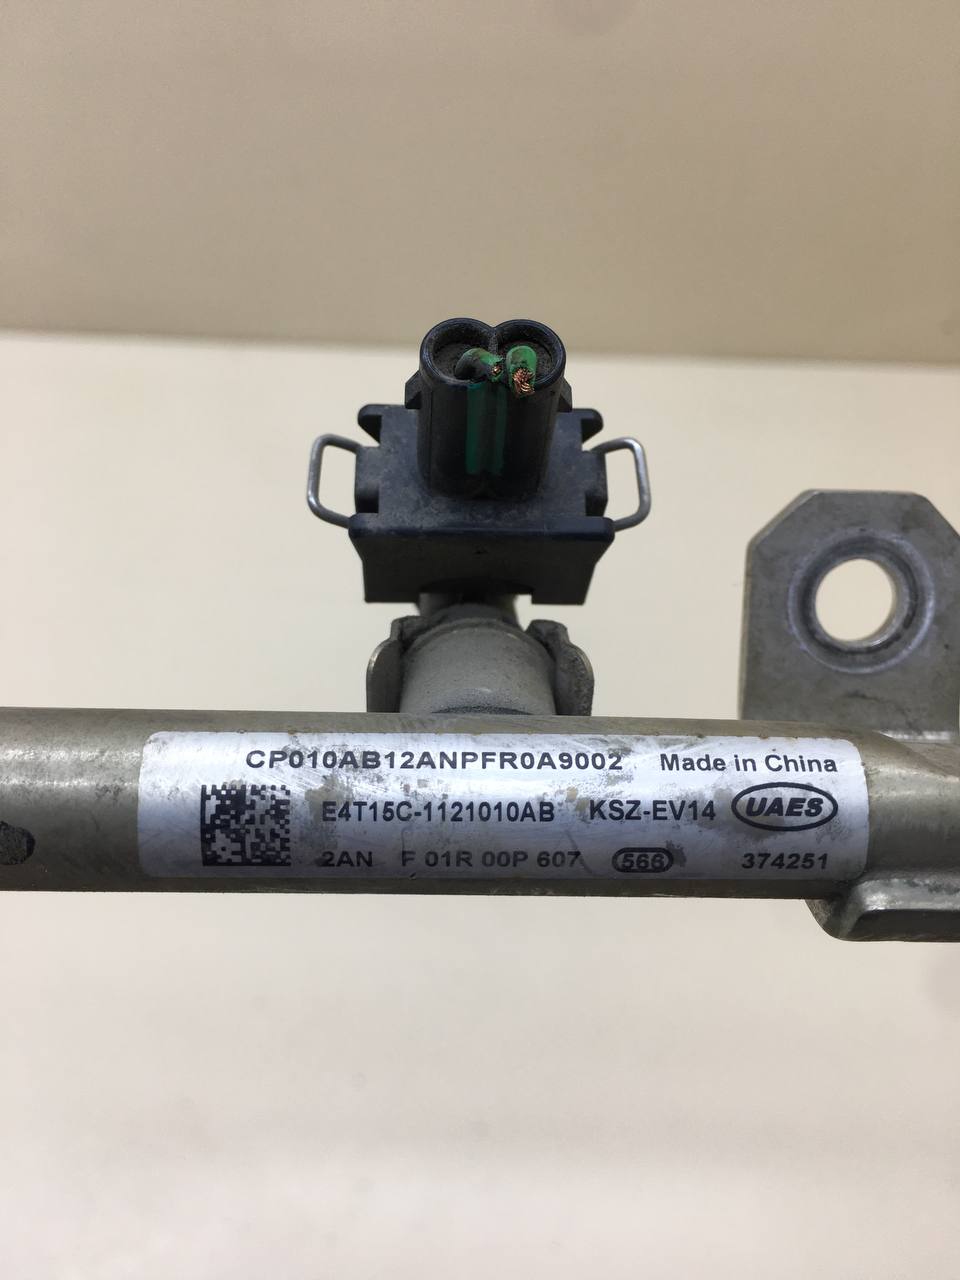 CP010AB12ANPFR0A9002 Made in China
E4T15C-1121010AB KSZ-EV14 UAES
2AN F 01R 00P 607 566 374251